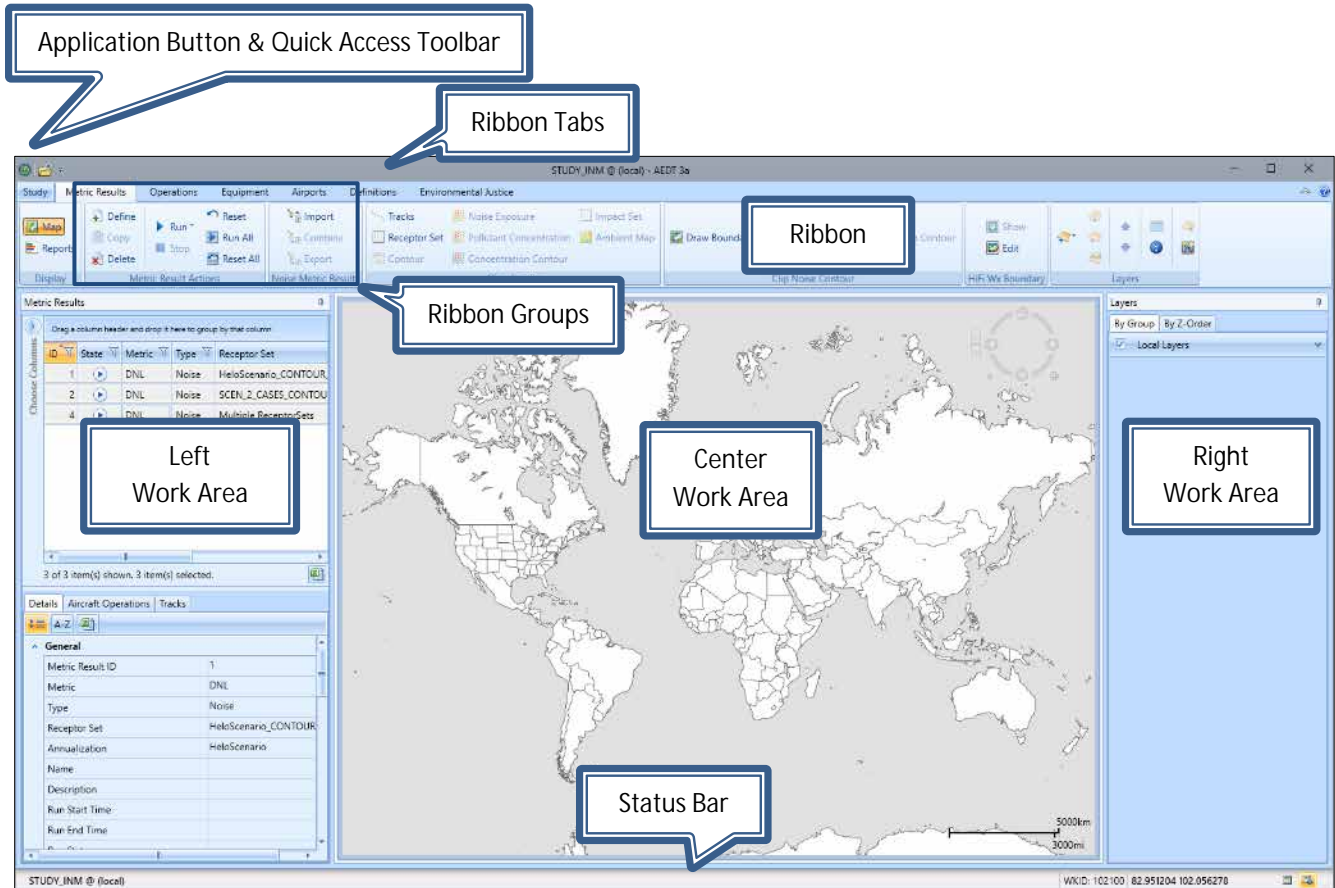 Application Button & Quick Access Toolbar
Ribbon Tabs
STUDY_INM @ (local) - AEDT 3a
Study Metric Results Operations Equipment Airports Definitions Environmental Justice
Map
Reports
Display
Define
Copy
Delete
Run
Stop
Reset
Run All
Reset All
Metric Result Actions
Import
Combine
Export
Noise Metric Result
Tracks
Receptor Set
Contour
Noise Exposure
Pollutant Concentration
Concentration Contour
Impact Set
Ambient Map
Draw Bounda
Contour
Clip Noise Contour
Ribbon
Show
Edit
HiFi Wx Boundary
Layers
Ribbon Groups
Metric Results
Drag a column header and drop it here to group by that column
Choose Columns
ID State Metric Type Receptor Set
1 DNL Noise HeloScenario_CONTOUR_
2 DNL Noise SCEN_2_CASES_CONTOU
4 DNL Noise Multiple ReceptorSets
Left
Work Area
3 of 3 item(s) shown. 3 item(s) selected.
Details Aircraft Operations Tracks
A-Z
General
Metric Result ID 1
Metric DNL
Type Noise
Receptor Set HeloScenario_CONTOUR
Annualization HeloScenario
Name
Description
Run Start Time
Run End Time
Center
Work Area
Status Bar
5000km
3000mi
Layers
By Group By Z-Order
Local Layers
Right
Work Area
STUDY_INM @ (local)
WKID: 102100 82.951204 102.056278